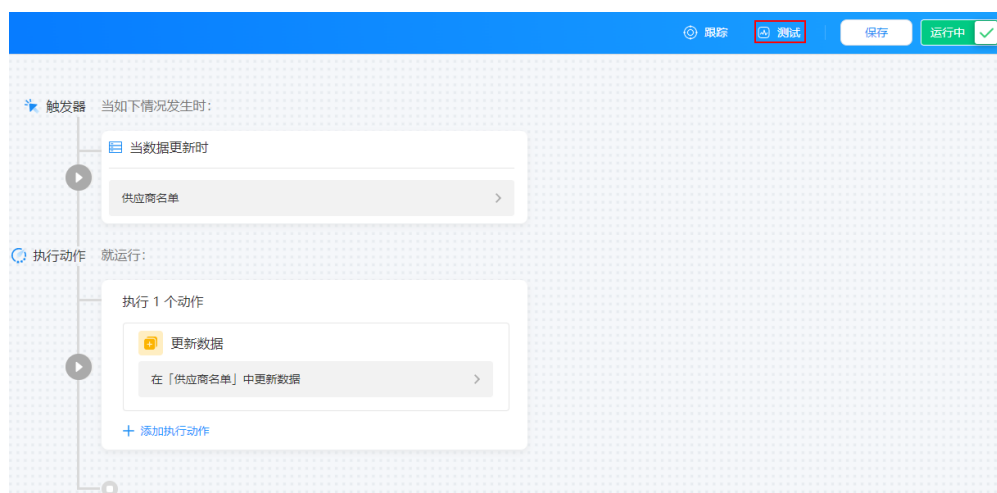 跟踪 测试 保存 运行中
触发器 当如下情况发生时:
当数据更新时
供应商名单
执行动作 就运行:
执行 1 个动作
更新数据
在「供应商名单」中更新数据
添加执行动作